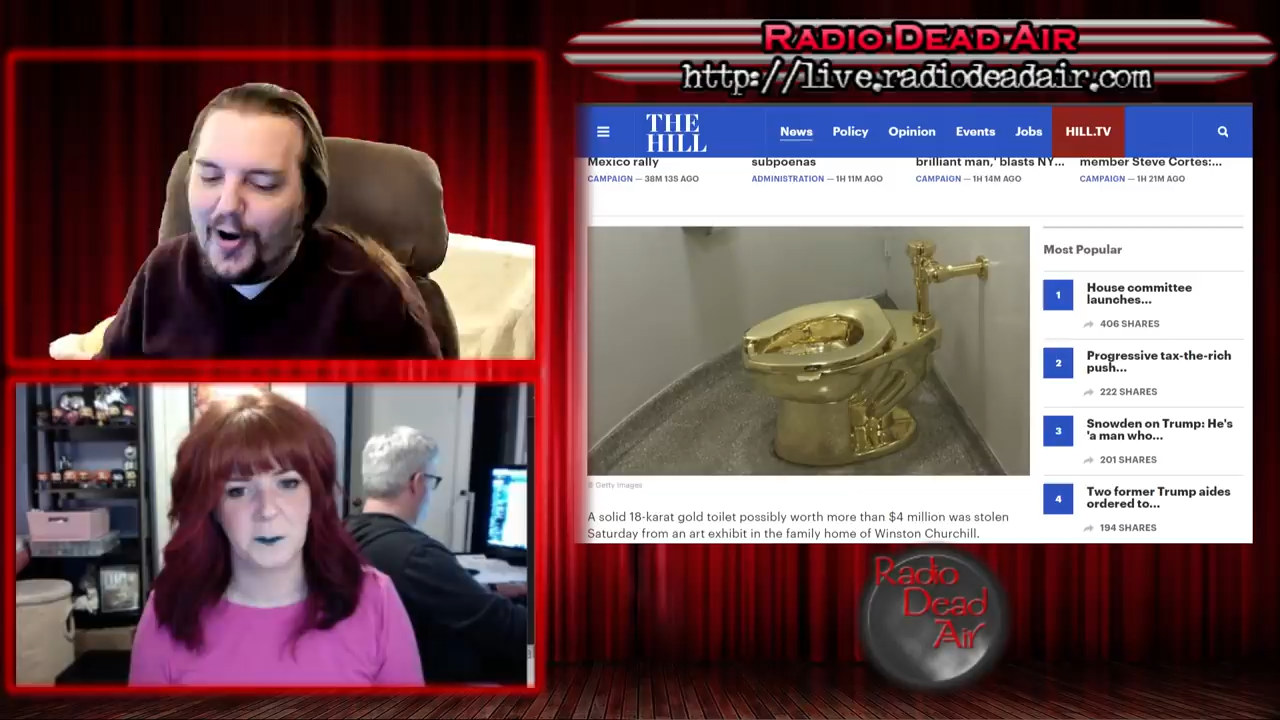 Radio Dead Air
http://live.radiodeadair.com
THE
HILL
News
Policy
Opinion
Events
Jobs
HILL.TV
Mexico rally
subpoenas
brilliant man,' blasts NY...
member Steve Cortes:...
CAMPAIGN — 38M 13S AGO
ADMINISTRATION — 1H 11M AGO
CAMPAIGN — 1H 14M AGO
CAMPAIGN — 1H 21M AGO
© Getty Images
A solid 18-karat gold toilet possibly worth more than $4 million was stolen
Saturday from an art exhibit in the family home of Winston Churchill.
Most Popular
1
House committee
launches...
406 SHARES
2
Progressive tax-the-rich
push...
222 SHARES
3
Snowden on Trump: He's
'a man who...
201 SHARES
4
Two former Trump aides
ordered to...
194 SHARES
Radio
Dead
Air